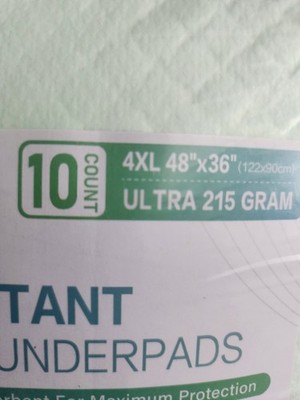 10 COUNT
4XL 48"x36" (122x90cm)
ULTRA 215 GRAM
TANT
UNDERPADS
rbent For Maximum Protection